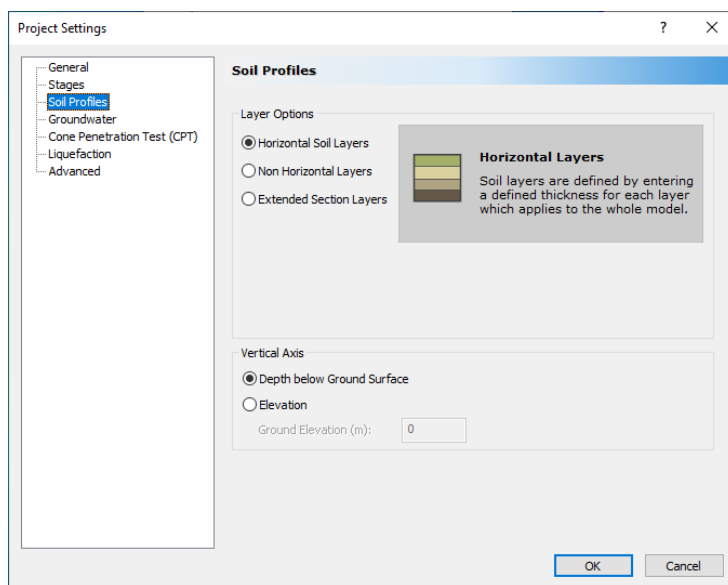 Project Settings
?
General
Stages
Soil Profiles
Groundwater
Cone Penetration Test (CPT)
Liquefaction
Advanced
Soil Profiles
Layer Options
Horizontal Soil Layers
Non Horizontal Layers
Extended Section Layers
Horizontal Layers
Soil layers are defined by entering
a defined thickness for each layer
which applies to the whole model.
Vertical Axis
Depth below Ground Surface
Elevation
Ground Elevation (m):
0
OK
Cancel